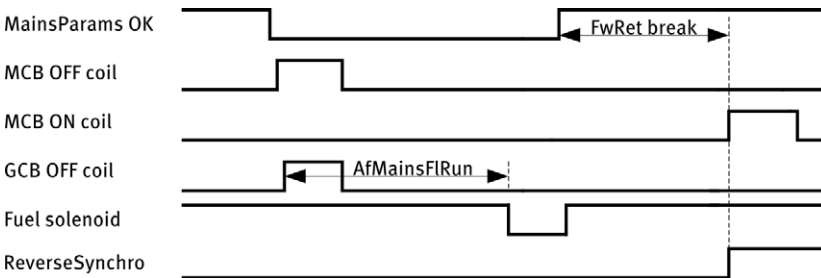 MainsParams OK
FwRet break
MCB OFF coil
MCB ON coil
GCB OFF coil
AfMainsFlRun
Fuel solenoid
ReverseSynchro